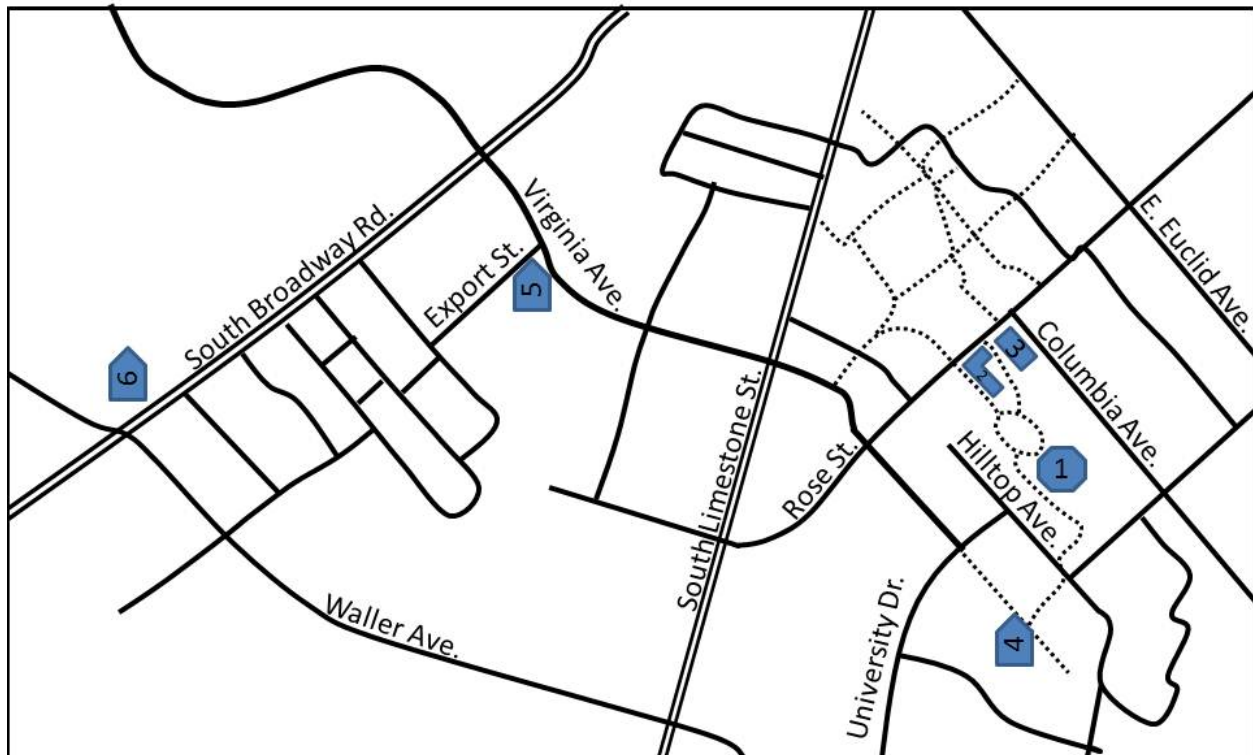 E. Euclid Ave.
Virginia Ave.
South Broadway Rd.
Export St.
5
Columbia Ave.
3
2
6
Hilltop Ave.
1
South Limestone St.
Rose St.
Waller Ave.
University Dr.
4